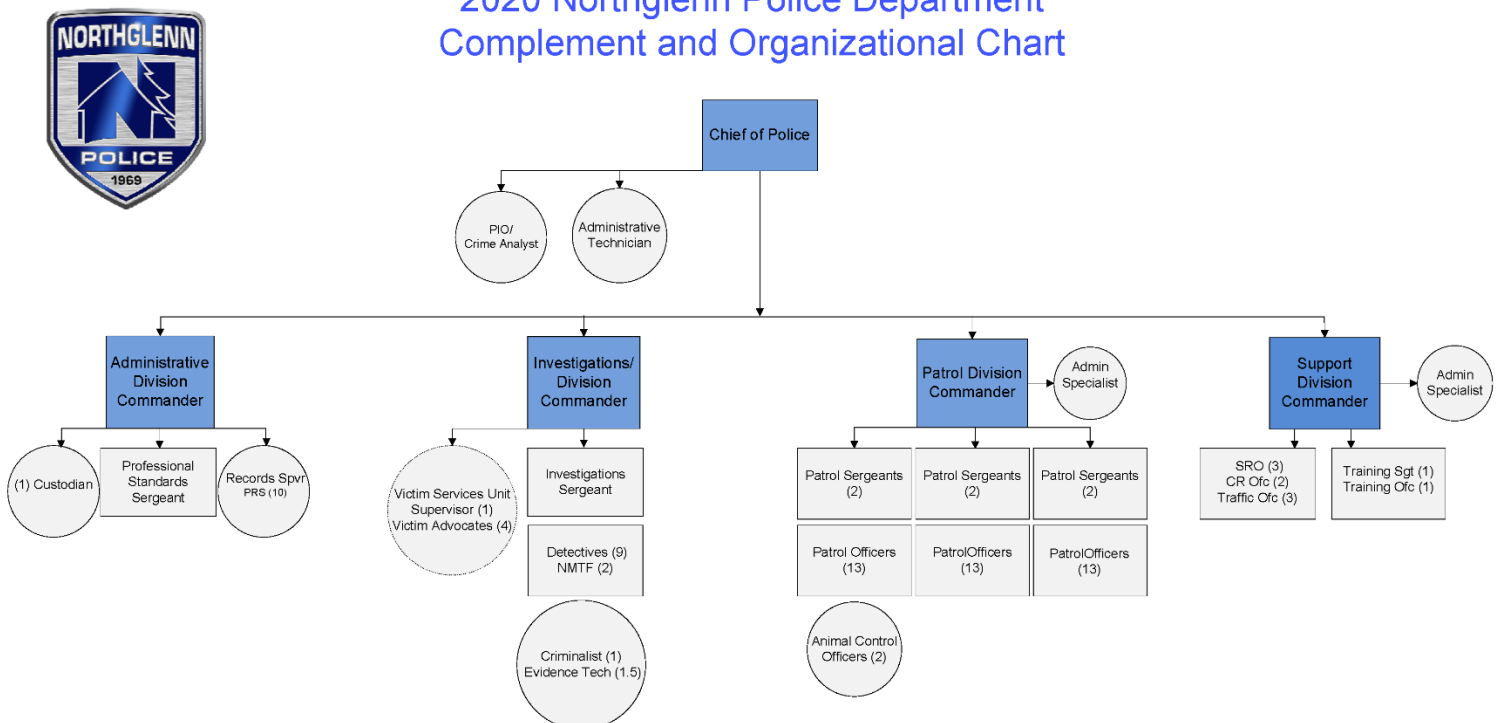 2020 Northglenn Police Department
Complement and Organizational Chart
NORTHGLENN
POLICE
1969
Chief of Police
PIO/
Crime Analyst
Administrative
Technician
Administrative
Division
Commander
Investigations/
Division
Commander
Patrol Division
Commander
Admin
Specialist
Support
Division
Commander
Admin
Specialist
(1) Custodian
Professional
Standards
Sergeant
Records Spvr
PRS (10)
Victim Services Unit
Supervisor (1)
Victim Advocates (4)
Investigations
Sergeant
Detectives (9)
NMTF (2)
Criminalist (1)
Evidence Tech (1.5)
Patrol Sergeants
(2)
Patrol Sergeants
(2)
Patrol Sergeants
(2)
Patrol Officers
(13)
PatrolOfficers
(13)
PatrolOfficers
(13)
Animal Control
Officers (2)
SRO (3)
CR Ofc (2)
Traffic Ofc (3)
Training Sgt (1)
Training Ofc (1)